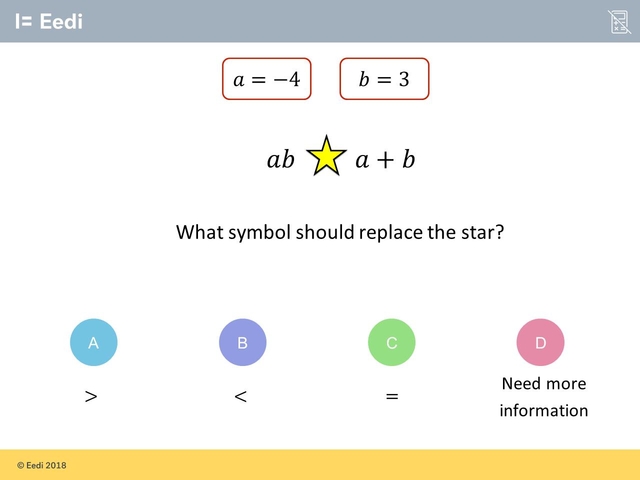 Eedi
a = −4
b = 3
ab a + b
What symbol should replace the star?
A
B
C
D
>
<
=
Need more
information
© Eedi 2018